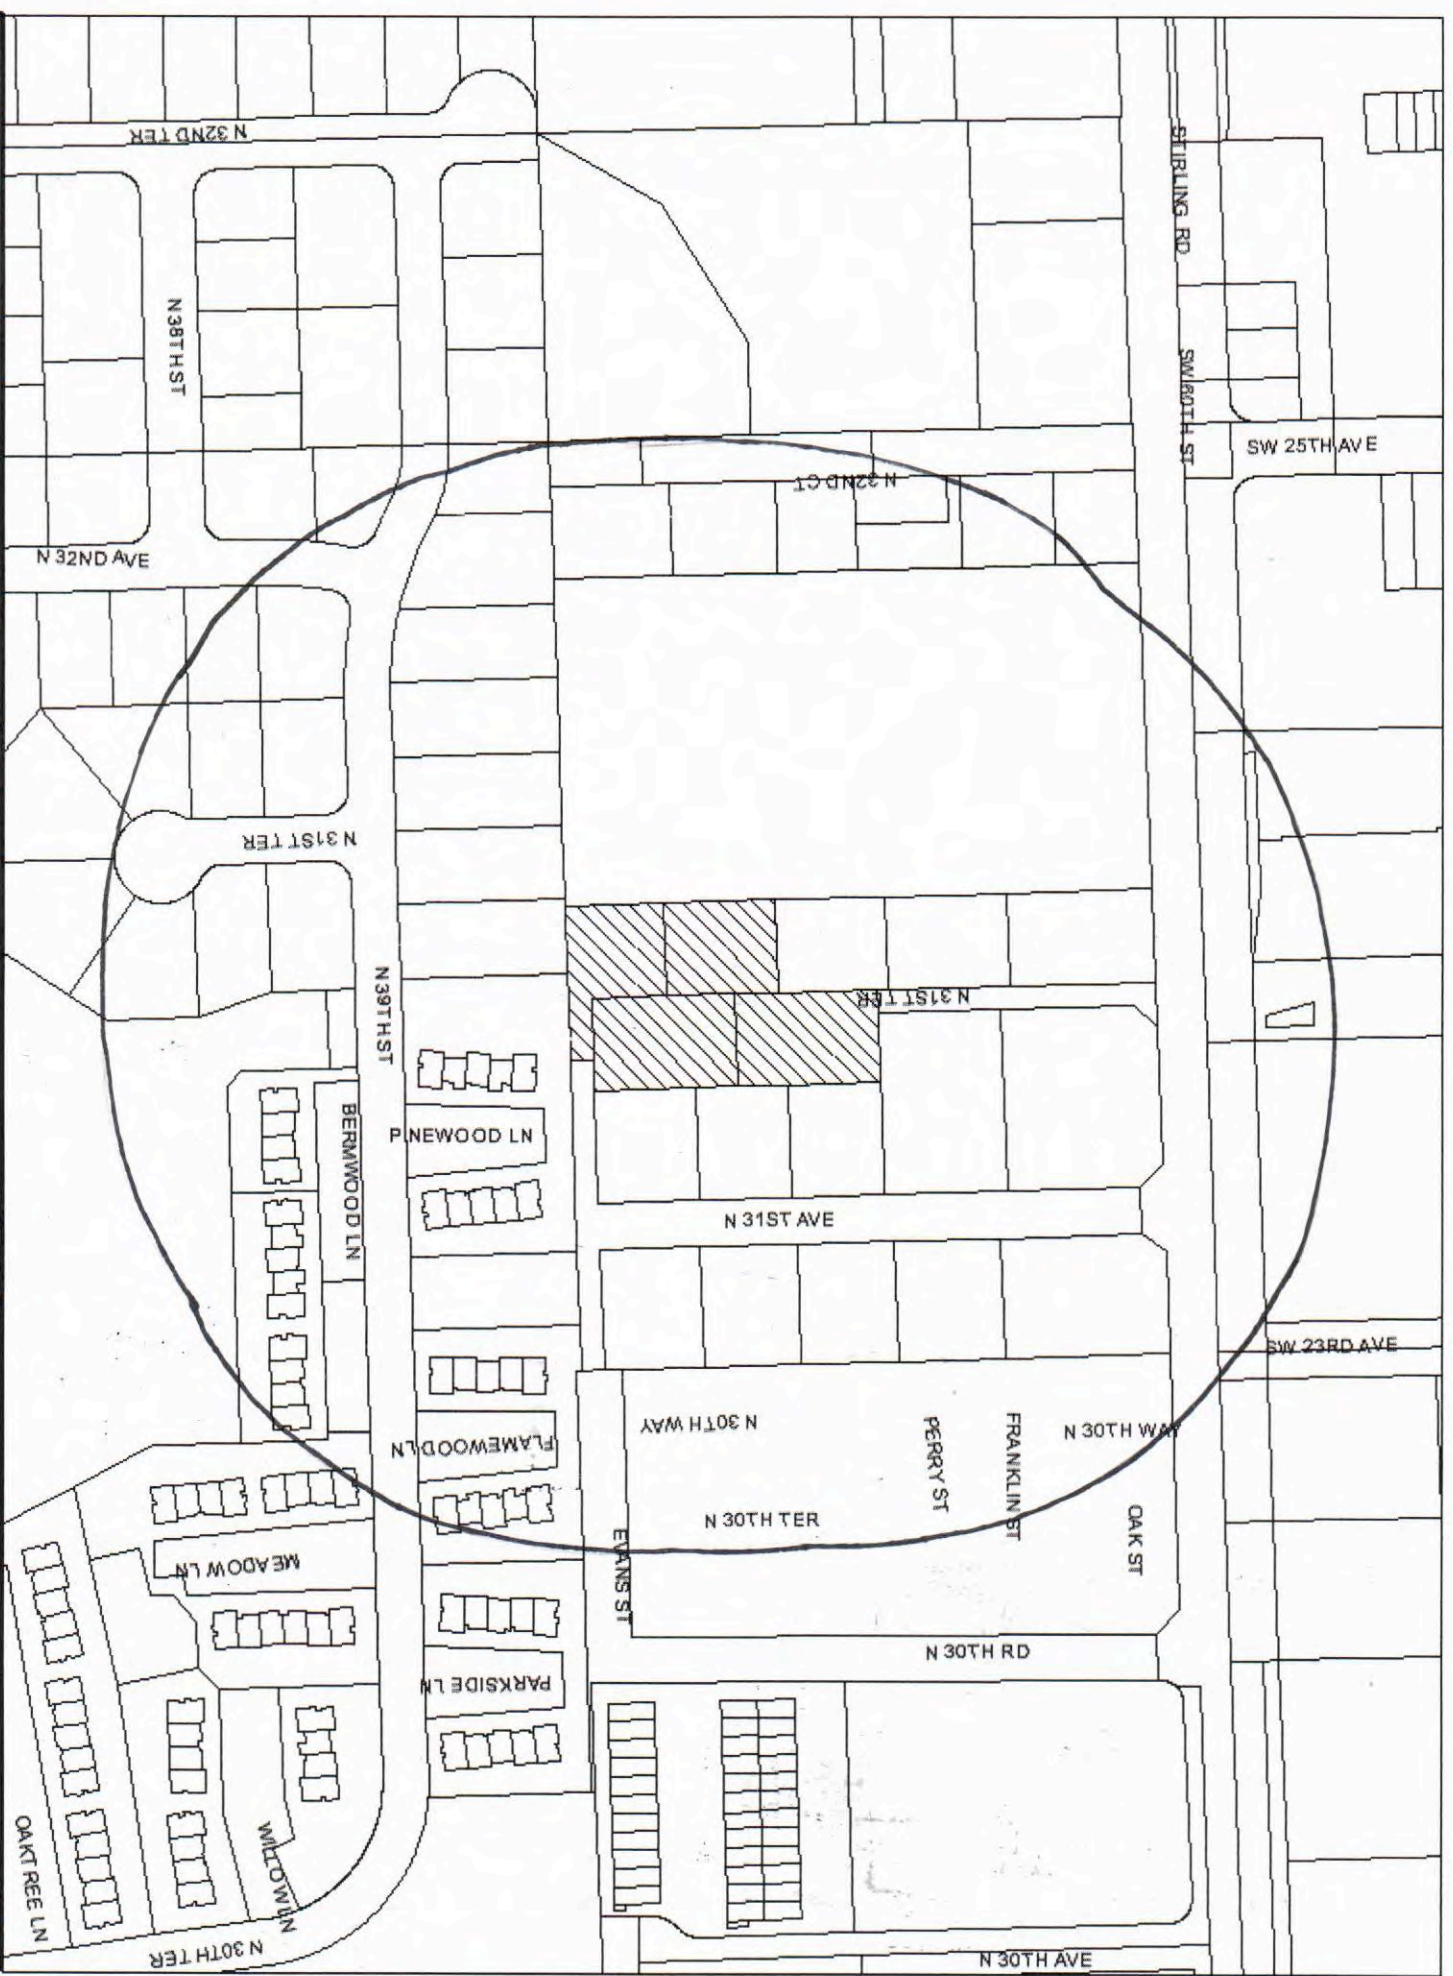 N 32ND TER
STIRLING RD
N 38TH ST
SW 60TH ST
SW 25TH AVE
N 32ND CT
N 32ND AVE
N 31ST TER
N 39TH ST
N 31ST TER
BERMWOOD LN
PINEWOOD LN
N 31ST AVE
SW 23RD AVE
N 30TH WAY
PERRY ST
FRANKLIN ST
N 30TH WAY
FLAMEWOOD LN
N 30TH TER
EVANS ST
OAK ST
MEADOW LN
N 30TH RD
PARKSIDE LN
OAKTREE LN
WILLOW LN
N 30TH TER
N 30TH AVE